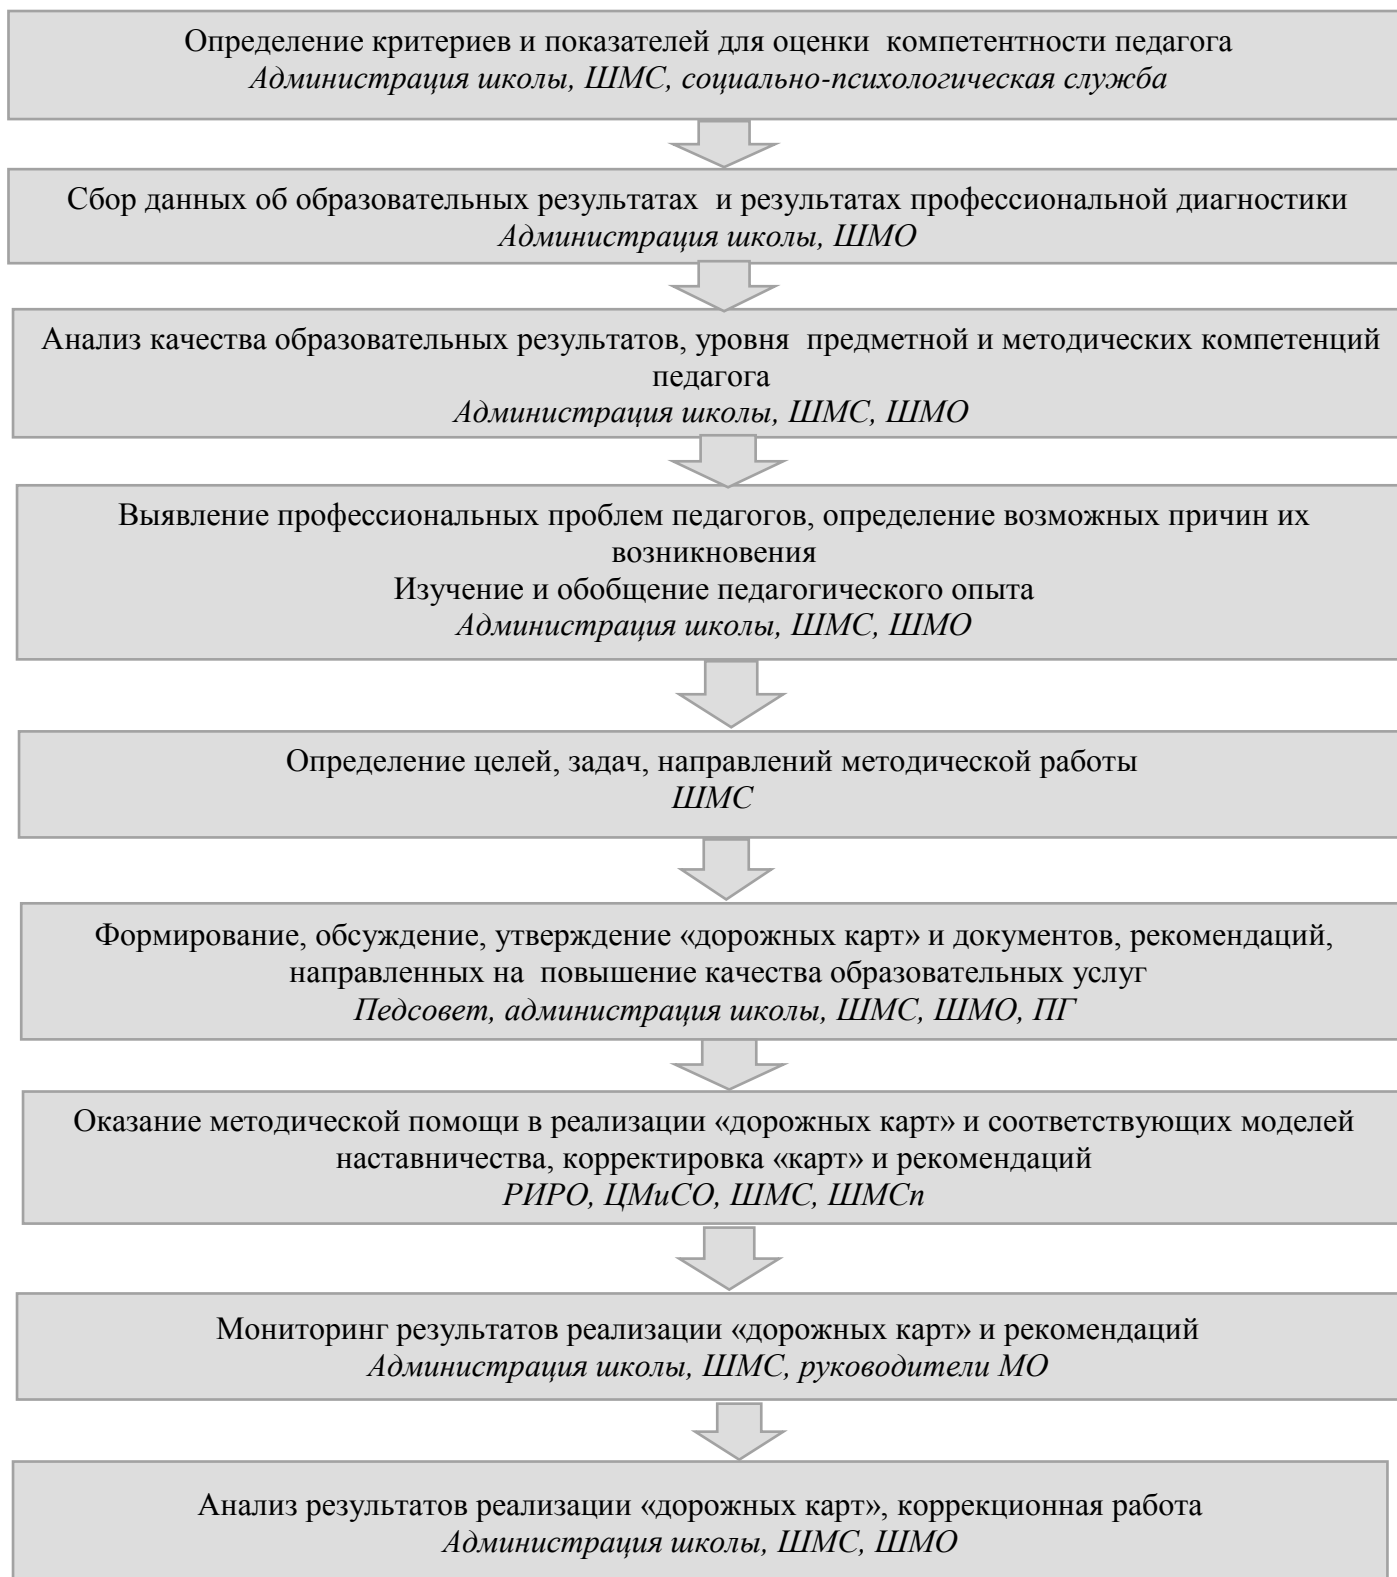 Определение критериев и показателей для оценки компетентности педагога
Администрация школы, ШМС, социально-психологическая служба
Сбор данных об образовательных результатах и результатах профессиональной диагностики
Администрация школы, ШМО
Анализ качества образовательных результатов, уровня предметной и методических компетенций
педагога
Администрация школы, ШМС, ШМО
Выявление профессиональных проблем педагогов, определение возможных причин их
возникновения
Изучение и обобщение педагогического опыта
Администрация школы, ШМС, ШМО
Определение целей, задач, направлений методической работы
ШМС
Формирование, обсуждение, утверждение «дорожных карт» и документов, рекомендаций,
направленных на повышение качества образовательных услуг
Педсовет, администрация школы, ШМС, ШМО, ПГ
Оказание методической помощи в реализации «дорожных карт» и соответствующих моделей
наставничества, корректировка «карт» и рекомендаций
РИРО, ЦМиСО, ШМС, ШМСп
Мониторинг результатов реализации «дорожных карт» и рекомендаций
Администрация школы, ШМС, руководители МО
Анализ результатов реализации «дорожных карт», коррекционная работа
Администрация школы, ШМС, ШМО